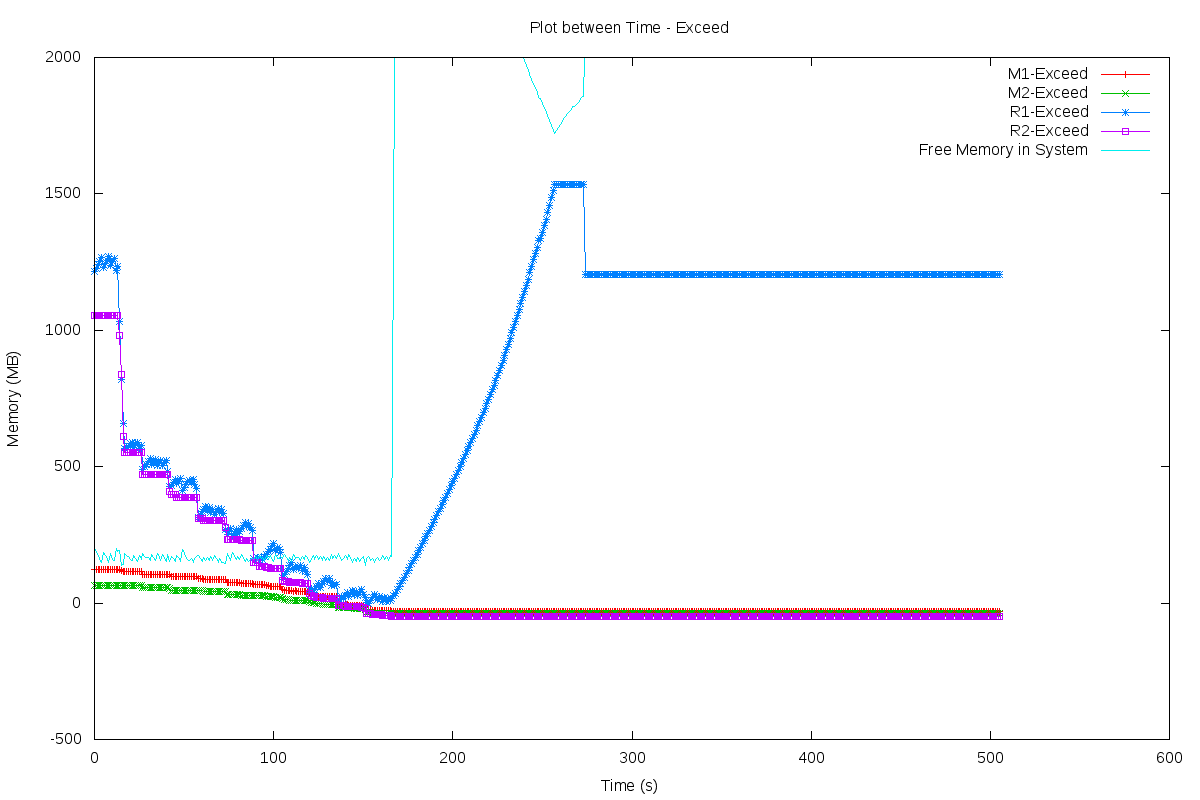 Plot between Time - Exceed
2000
1500
1000
500
0
-500
Memory (MB)
M1-Exceed
M2-Exceed
R1-Exceed
R2-Exceed
Free Memory in System
0 100 200 300 400 500 600
Time (s)